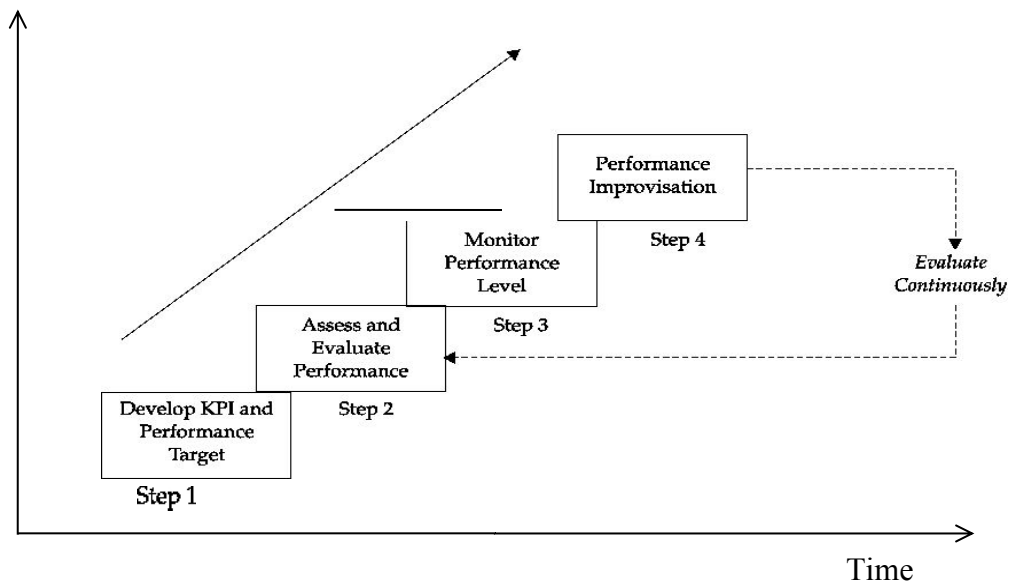 Performance
Improvisation
Step 4
Monitor
Performance
Level
Step 3
Evaluate
Continuously
Assess and
Evaluate
Performance
Step 2
Develop KPI and
Performance
Target
Step 1
Time